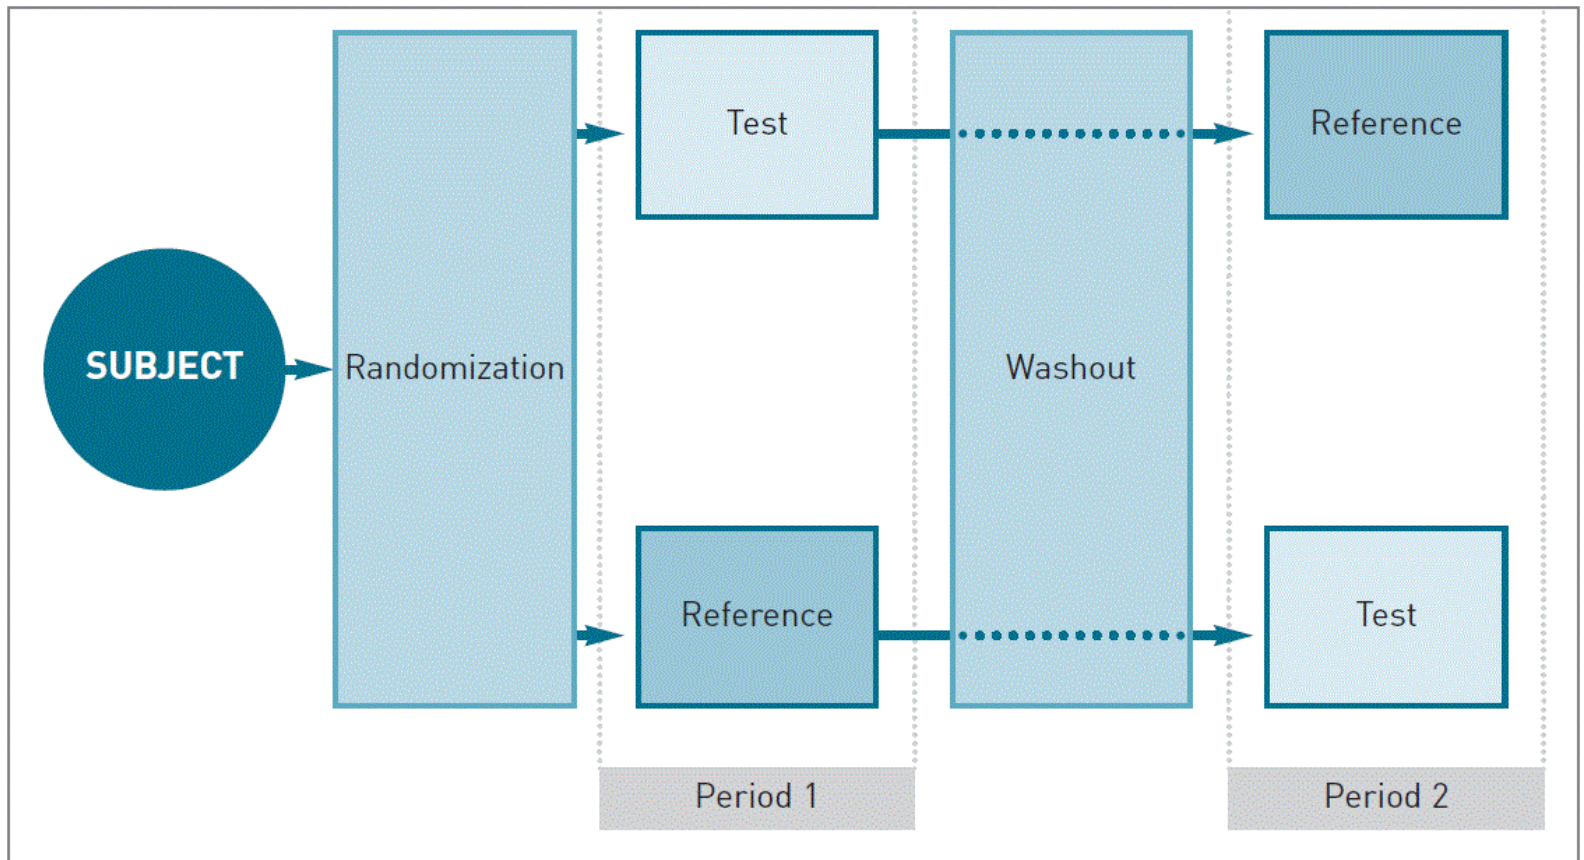 Test
Reference
SUBJECT
Randomization
Washout
Reference
Test
Period 1
Period 2